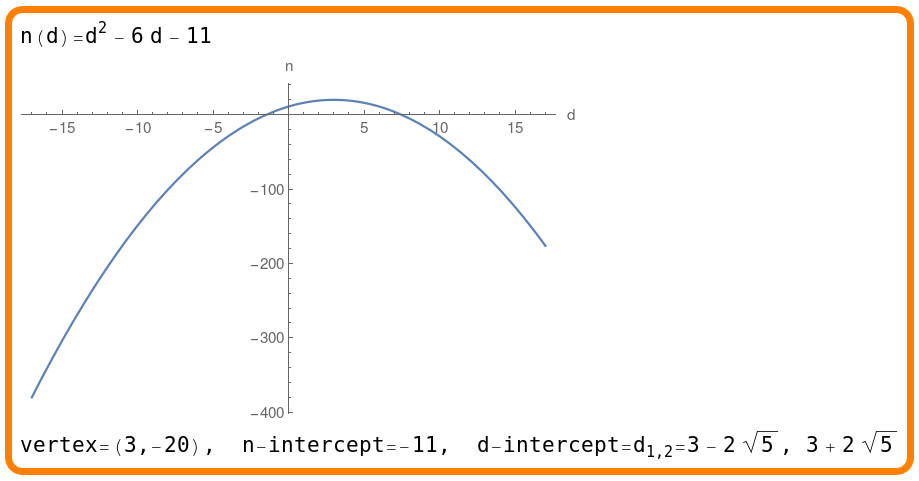 n(d)=d² - 6 d - 11
n
-15 -10 -5 5 10 15 d
-100
-200
-300
-400
vertex=(3,-20), n-intercept=-11, d-intercept=d₁,₂=3 - 2 √5, 3 + 2 √5